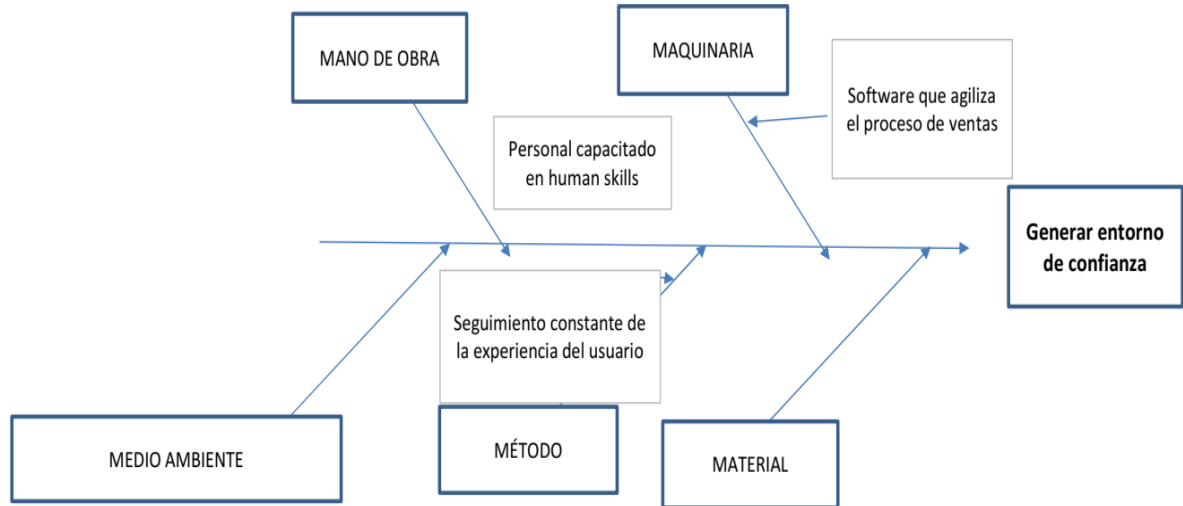 MANO DE OBRA
MAQUINARIA
Software que agiliza
el proceso de ventas
Personal capacitado
en human skills
Generar entorno
de confianza
Seguimiento constante de
la experiencia del usuario
MEDIO AMBIENTE
MÉTODO
MATERIAL